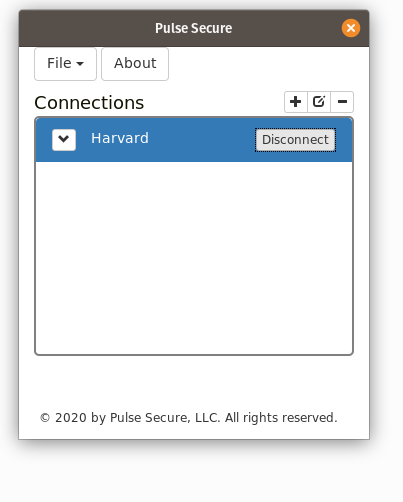 Pulse Secure
File About
Connections
Harvard Disconnect
© 2020 by Pulse Secure, LLC. All rights reserved.